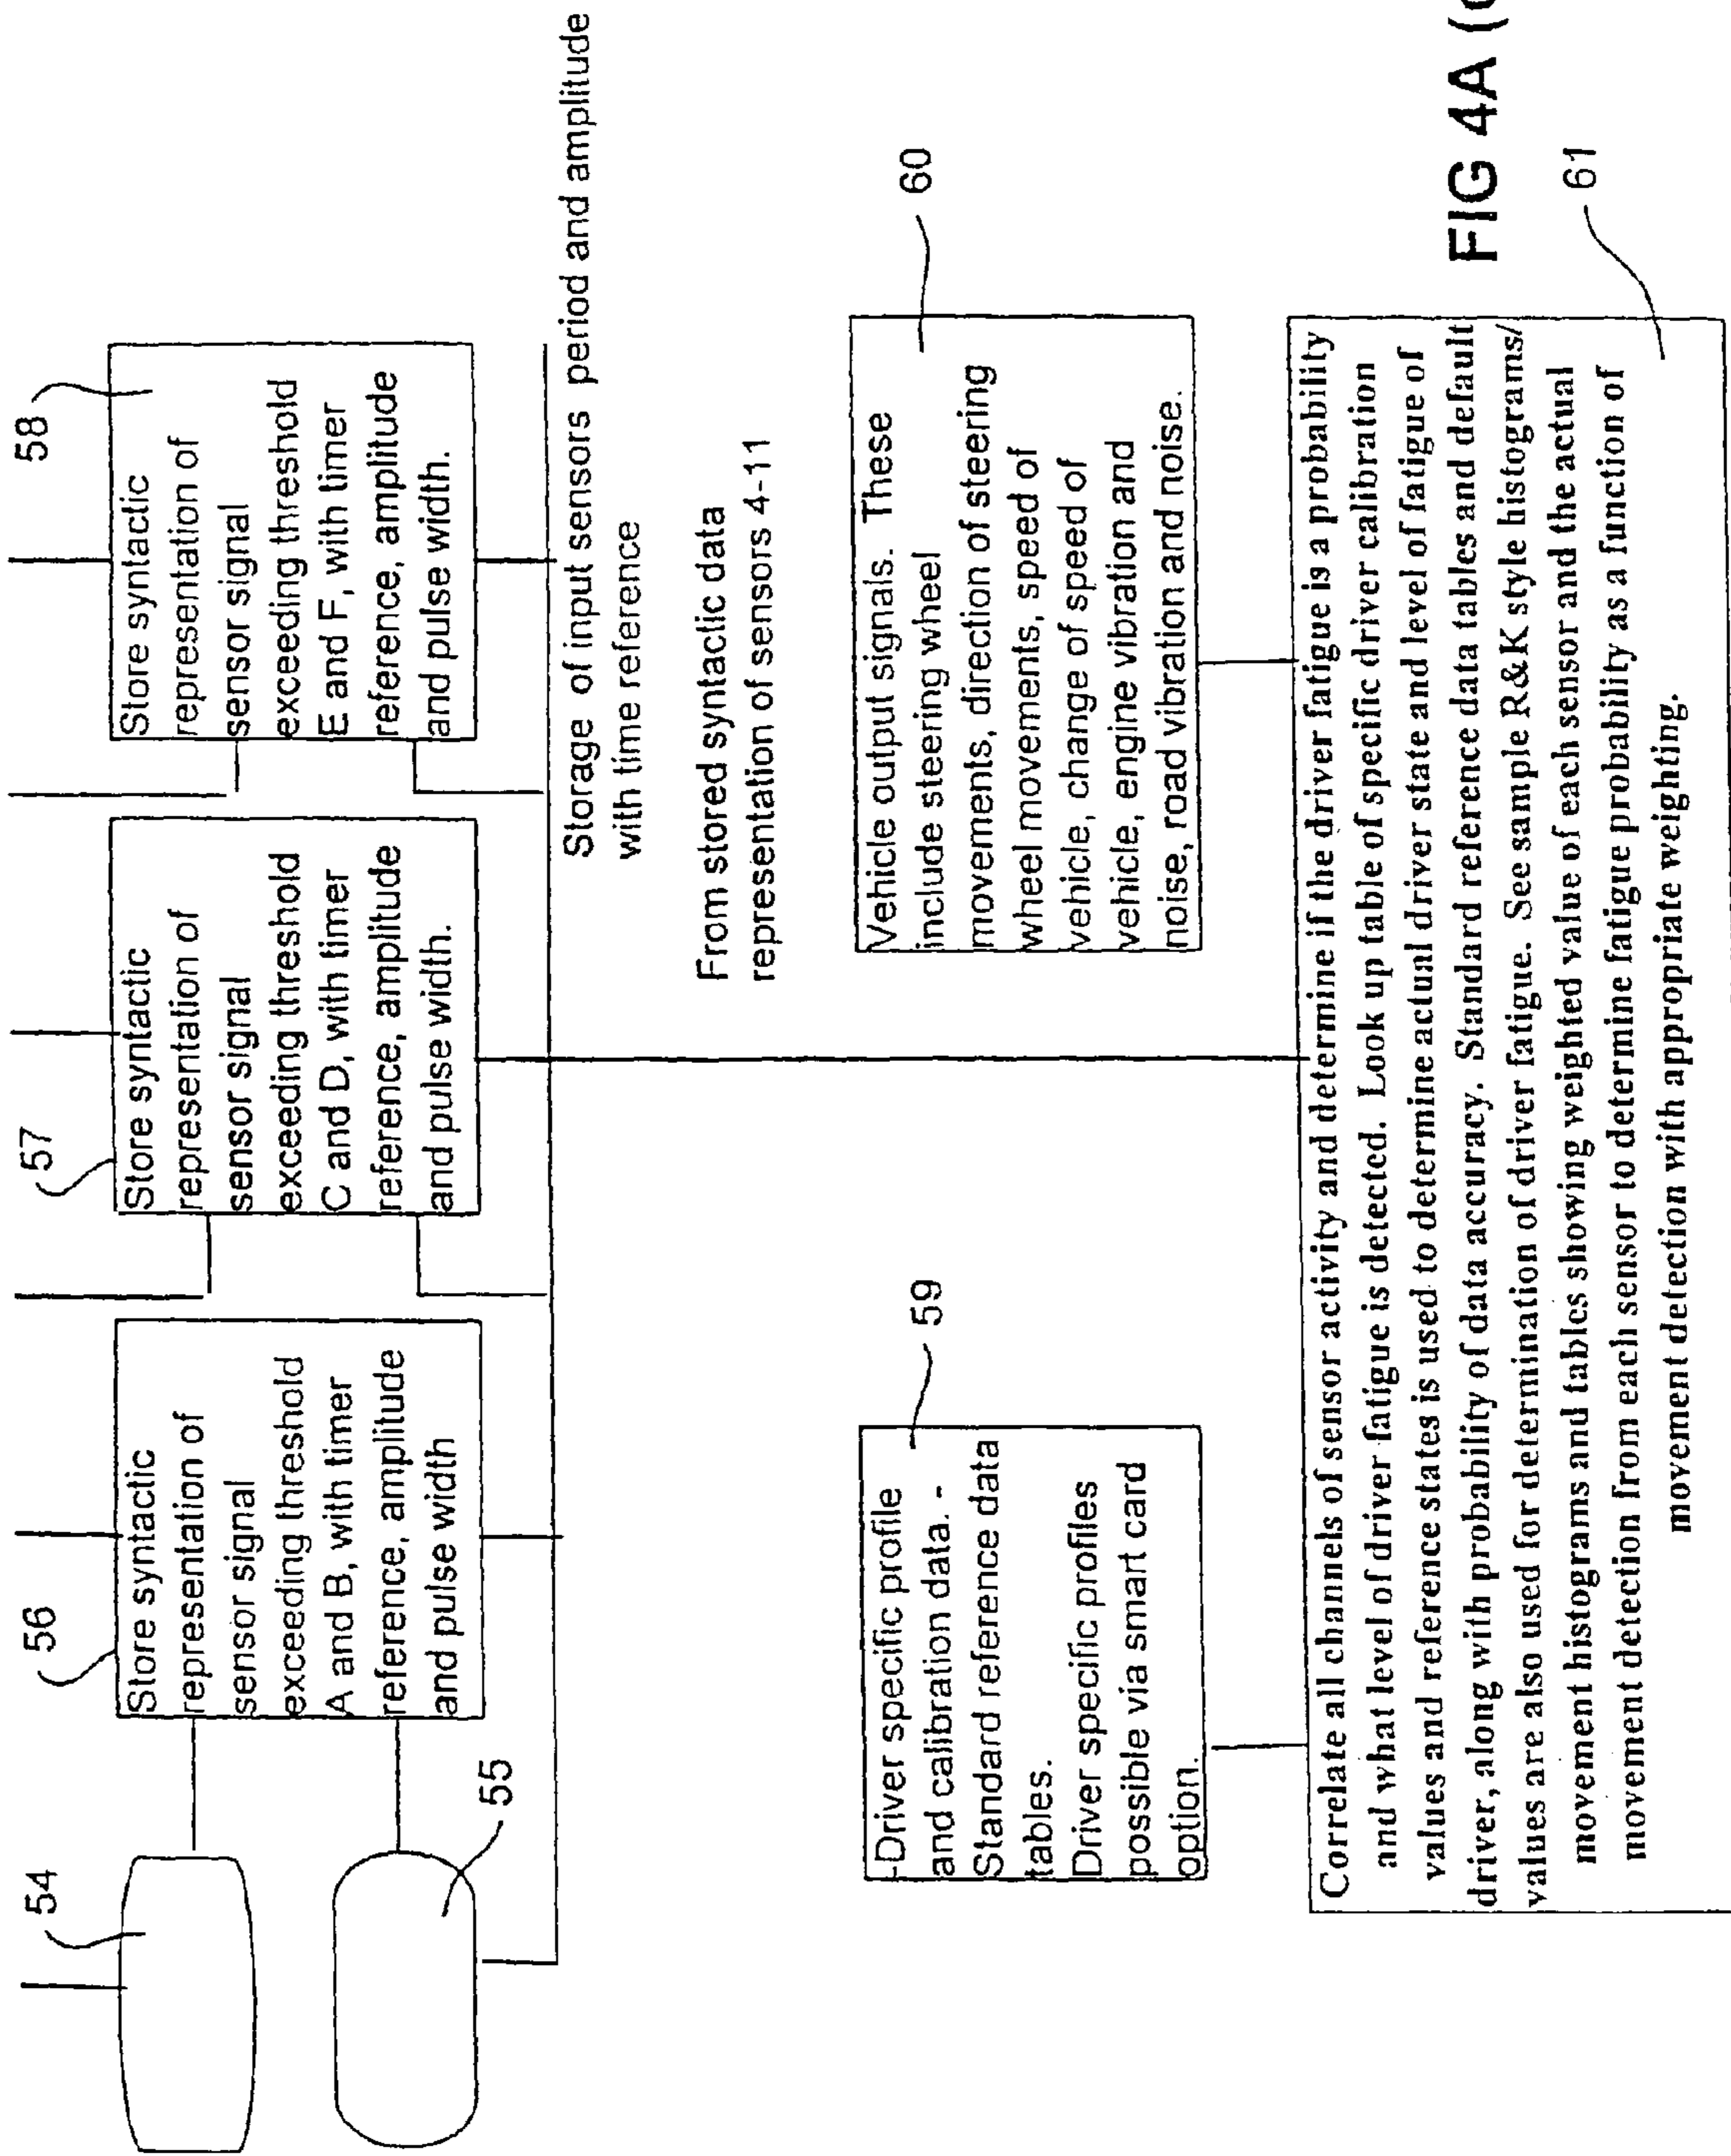 54
55
56
Store syntactic
representation of
sensor signal
exceeding threshold
A and B, with timer
reference, amplitude
and pulse width
57
Store syntactic
representation of
sensor signal
exceeding threshold
C and D, with timer
reference, amplitude
and pulse width.
58
Store syntactic
representation of
sensor signal
exceeding threshold
E and F, with timer
reference, amplitude
and pulse width.
Storage of input sensors period and amplitude
with time reference
From stored syntactic data
representation of sensors 4-11
59
-Driver specific profile
and calibration data. -
Standard reference data
tables.
Driver specific profiles
possible via smart card
option.
60
Vehicle output signals. These
include steering wheel
movements, direction of steering
wheel movements, speed of
vehicle, change of speed of
vehicle, engine vibration and
noise, road vibration and noise.
Correlate all channels of sensor activity and determine if the driver fatigue is a probability
and what level of driver fatigue is detected. Look up table of specific driver calibration
values and reference states is used to determine actual driver state and level of fatigue of
driver, along with probability of data accuracy. Standard reference data tables and default
values are also used for determination of driver fatigue. See sample R&K style histograms/
movement histograms and tables showing weighted value of each sensor and the actual
movement detection from each sensor to determine fatigue probability as a function of
movement detection with appropriate weighting.
61
FIG 4A (